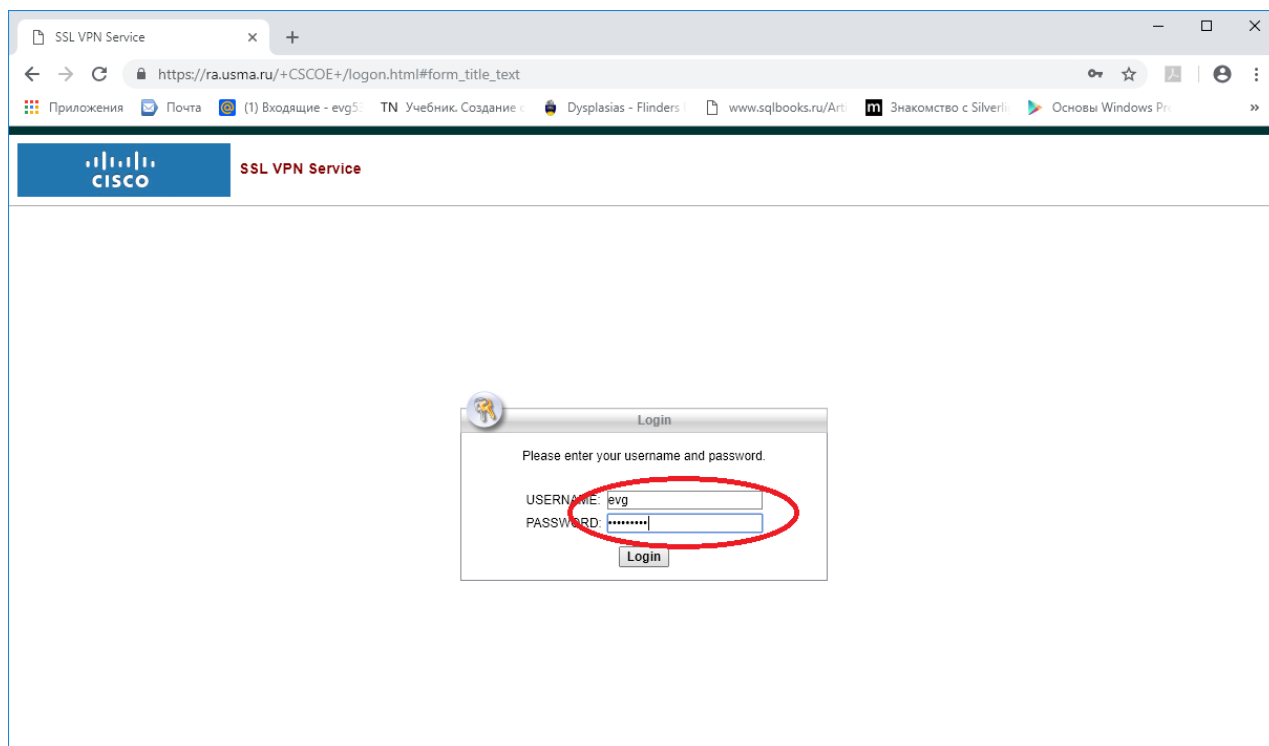 SSL VPN Service
https://ra.usma.ru/+CSCOE+/logon.html#form_title_text
Приложения Почта (1) Входящие - evg53 TN Учебник. Создание с Dysplasias - Flinders www.sqlbooks.ru/Arti m Знакомство с Silverli Основы Windows Pr »
CISCO SSL VPN Service
Login
Please enter your username and password.
USERNAME: evg
PASSWORD: •••••••••
Login